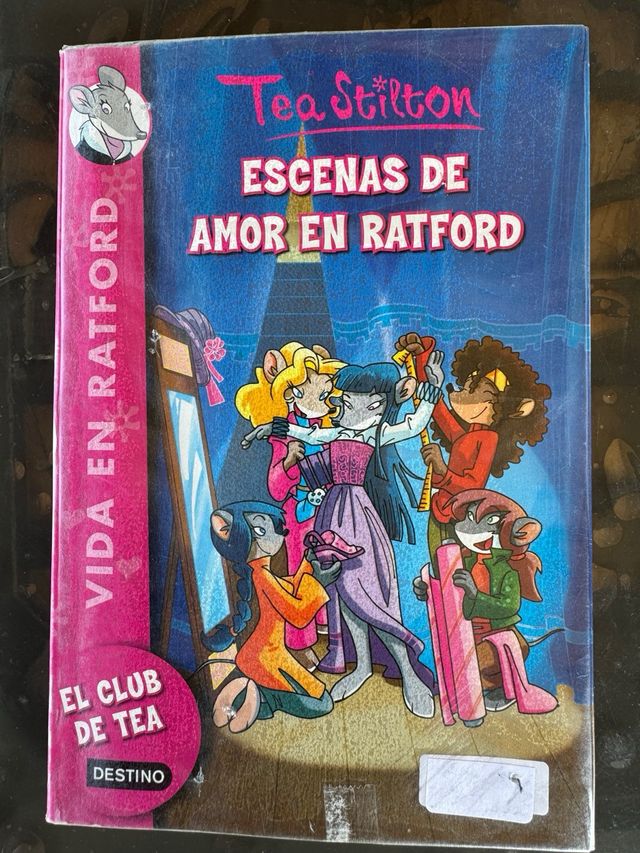 Tea Stilton
ESCENAS DE
AMOR EN RATFORD
VIDA EN RATFORD
EL CLUB
DE TEA
DESTINO